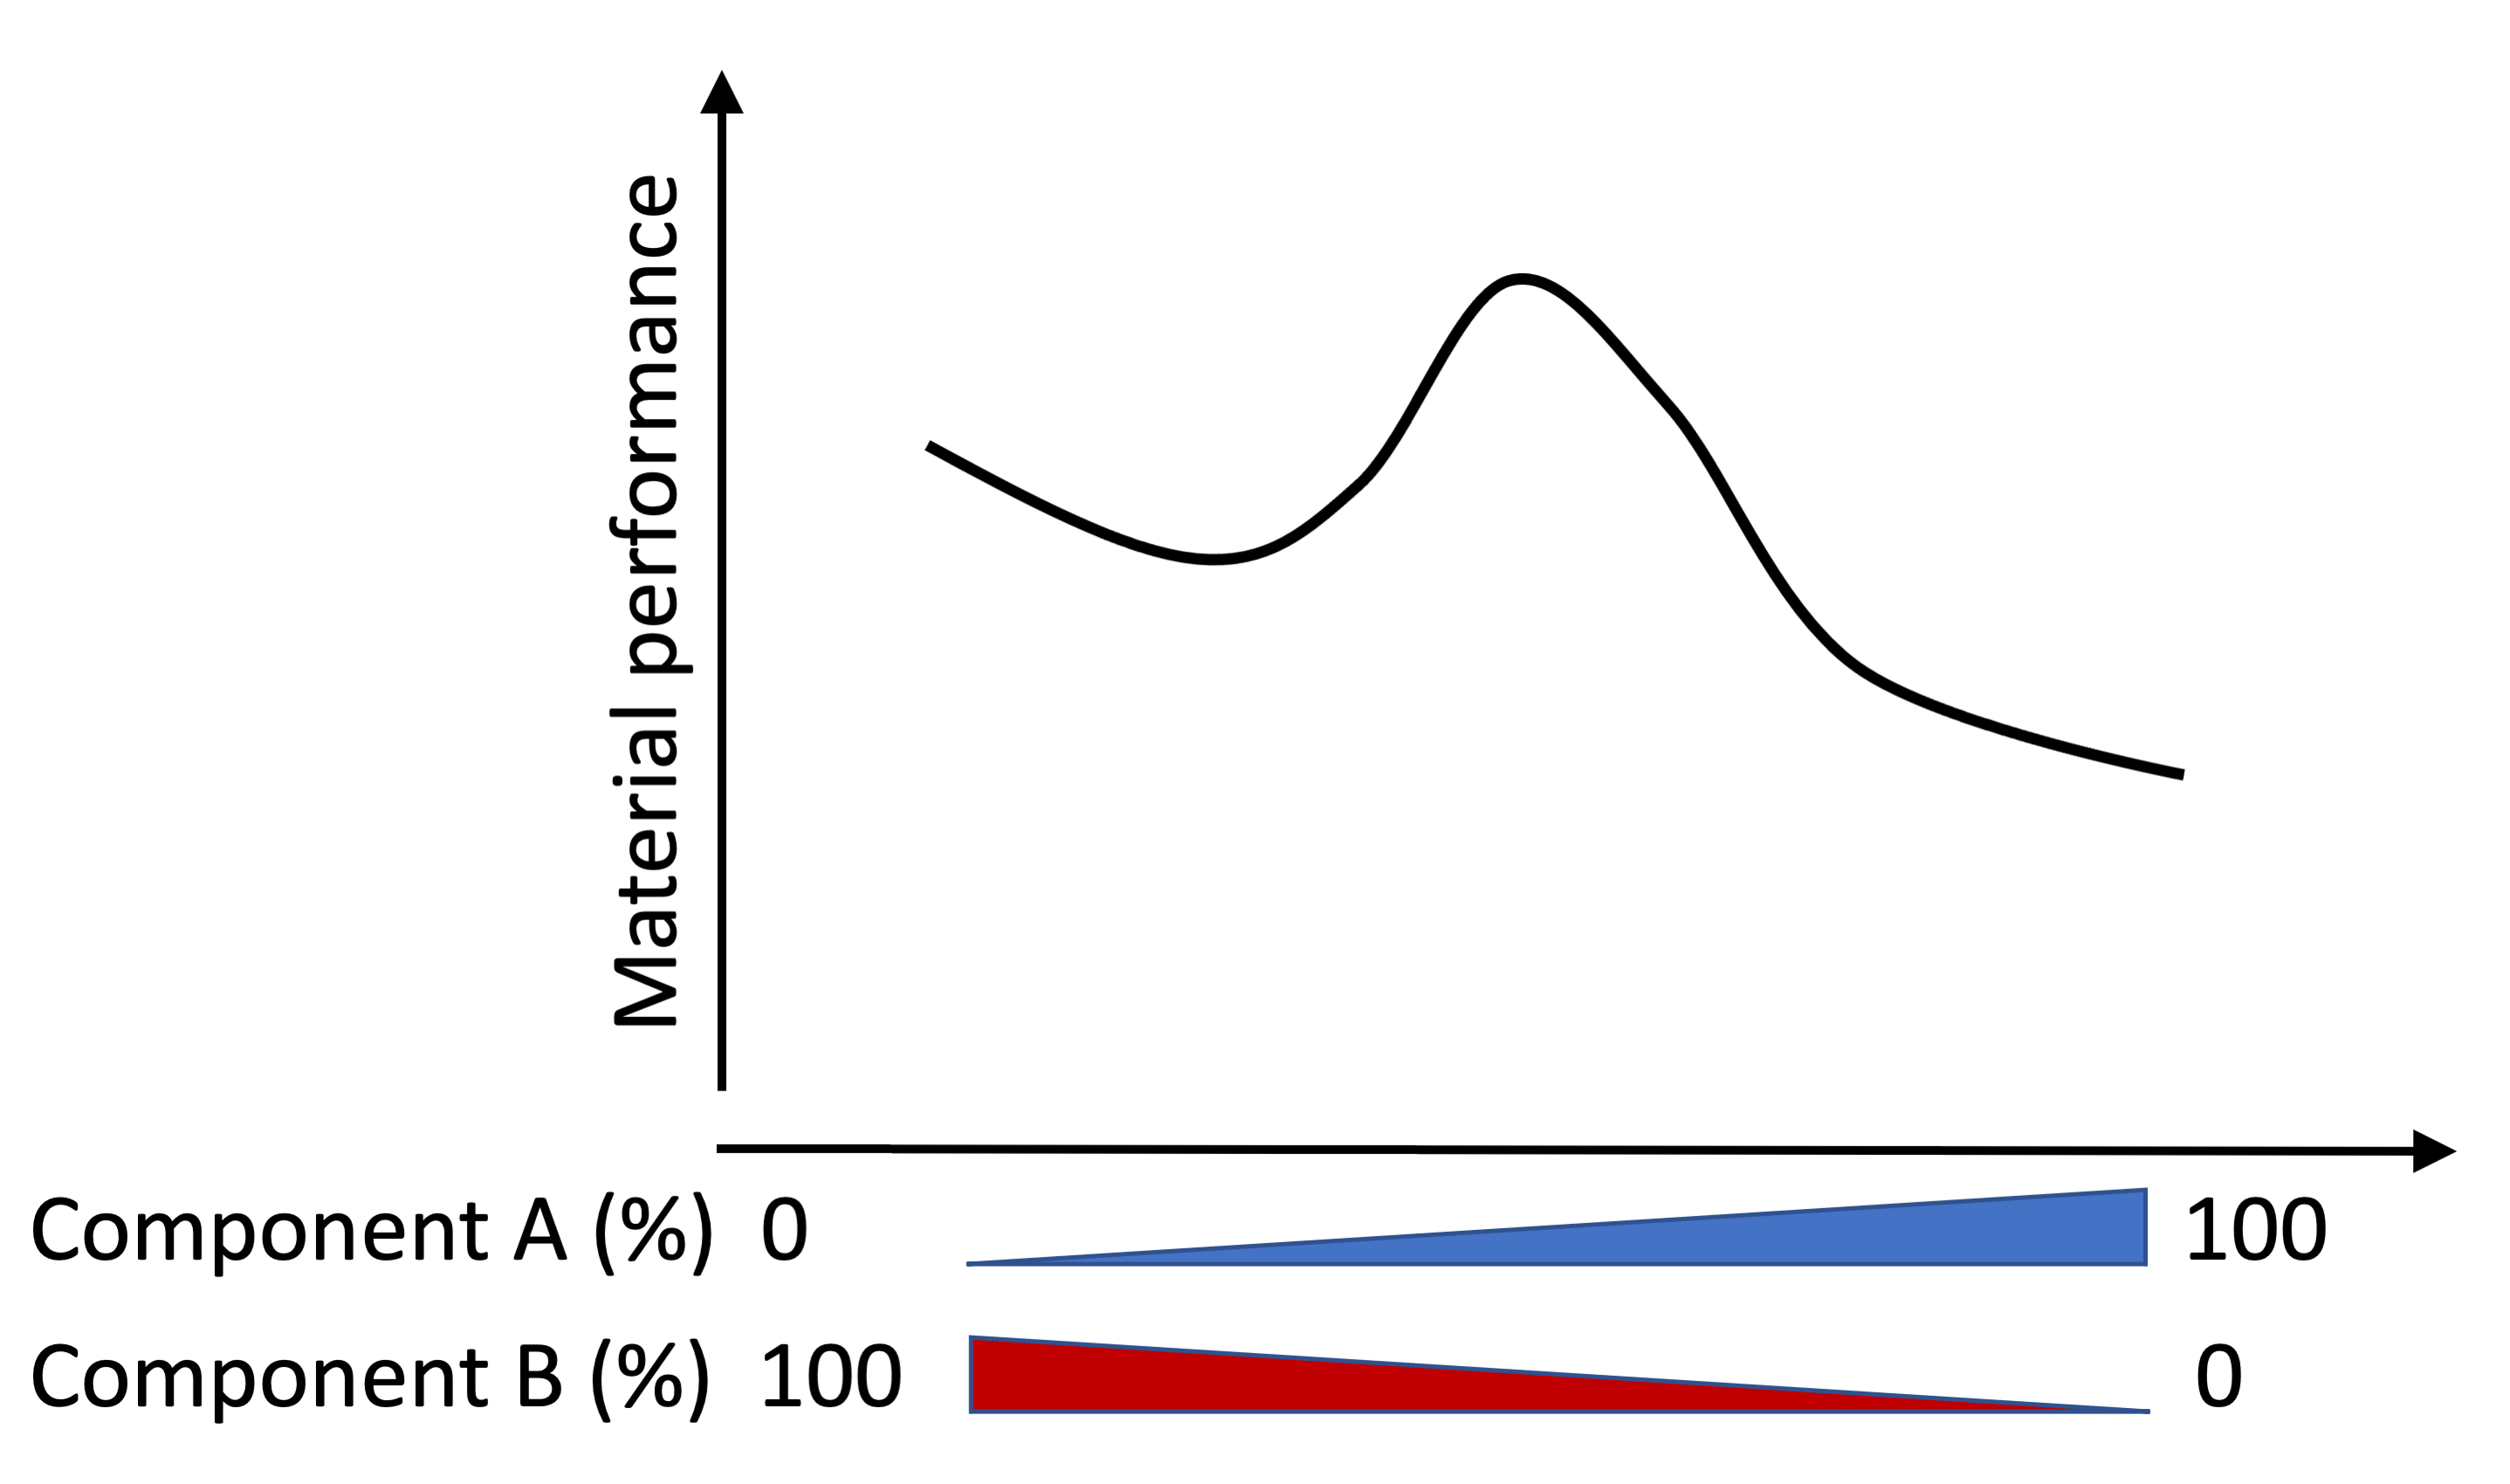 Material performance
Component A (%) 0 100
Component B (%) 100 0